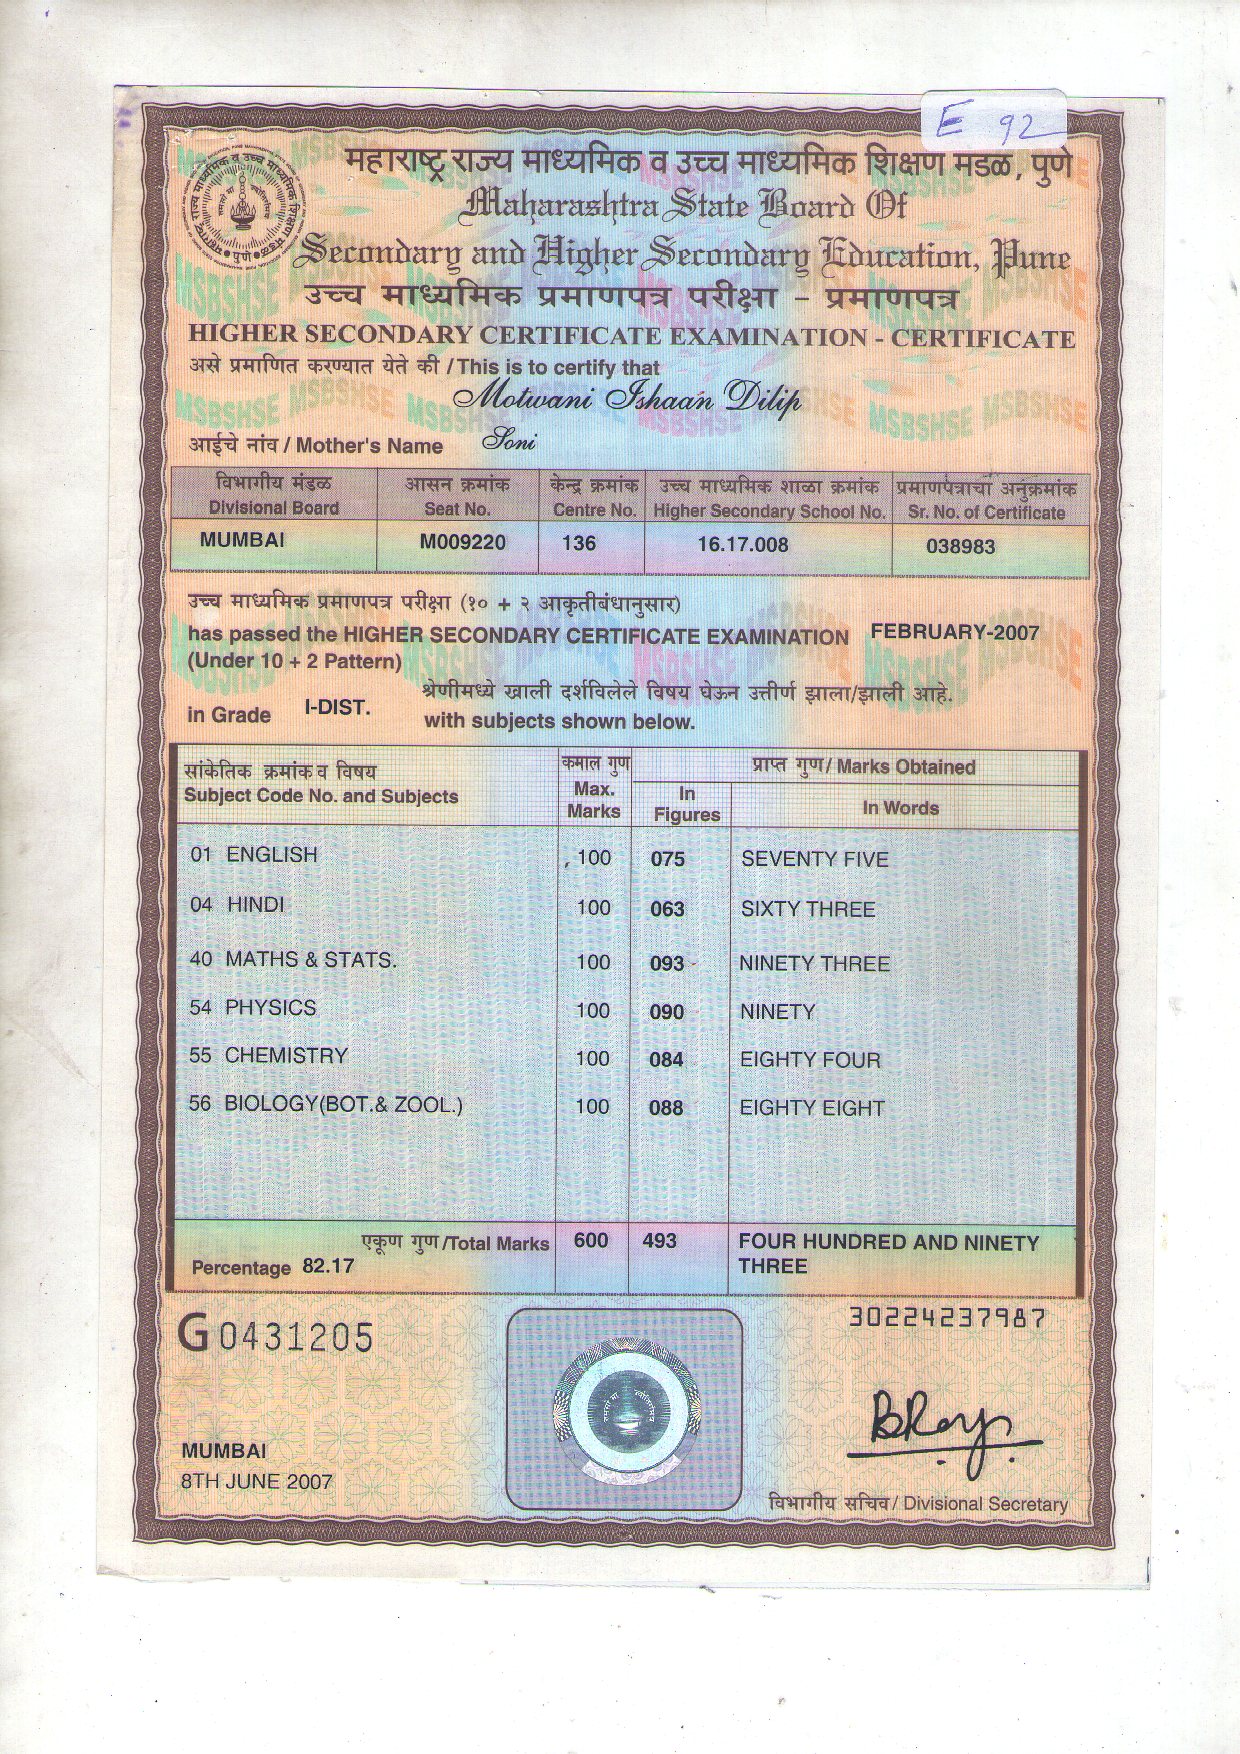 E 92
महाराष्ट्र राज्य माध्यमिक व उच्च माध्यमिक शिक्षण मडळ, पुणे
Maharashtra State Board Of
Secondary and Higher Secondary Education, Pune
उच्च माध्यमिक प्रमाणपत्र परीक्षा - प्रमाणपत्र
HIGHER SECONDARY CERTIFICATE EXAMINATION - CERTIFICATE
असे प्रमाणित करण्यात येते की / This is to certify that
Motwani Ishaan Dilip
आईचे नांव / Mother's Name Soni
विभागीय मंडळ आसन क्रमांक केन्द्र क्रमांक उच्च माध्यमिक शाळा क्रमांक प्रमाणपत्राचा अनुक्रमांक
Divisional Board Seat No. Centre No. Higher Secondary School No. Sr. No. of Certificate
MUMBAI M009220 136 16.17.008 038983
उच्च माध्यमिक प्रमाणपत्र परीक्षा (१० + २ आकृतीबंधानुसार)
has passed the HIGHER SECONDARY CERTIFICATE EXAMINATION FEBRUARY-2007
(Under 10 + 2 Pattern)
श्रेणीमध्ये खाली दर्शविलेले विषय घेऊन उत्तीर्ण झाला/झाली आहे.
in Grade I-DIST. with subjects shown below.
सांकेतिक क्रमांक व विषय कमाल गुण प्राप्त गुण / Marks Obtained
Subject Code No. and Subjects Max. Marks In Figures In Words
01 ENGLISH 100 075 SEVENTY FIVE
04 HINDI 100 063 SIXTY THREE
40 MATHS & STATS. 100 093 NINETY THREE
54 PHYSICS 100 090 NINETY
55 CHEMISTRY 100 084 EIGHTY FOUR
56 BIOLOGY(BOT.& ZOOL.) 100 088 EIGHTY EIGHT
एकूण गुण /Total Marks 600 493 FOUR HUNDRED AND NINETY
Percentage 82.17 THREE
G 0431205
30224237987
MUMBAI
8TH JUNE 2007
विभागीय सचिव / Divisional Secretary